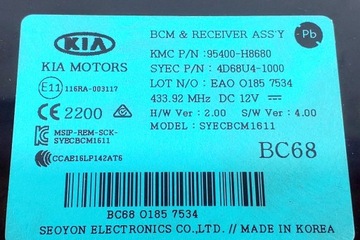 BCM & RECEIVER ASS'Y
Pb
KIA
KMC P/N : 95400-H8680
KIA MOTORS
SYEC P/N : 4D68U4-1000
E11 116RA-003117
LOT N/O : EAO 0185 7534
433.92 MHz DC 12V
CE 2200
H/W Ver : 2.00 S/W Ver : 4.00
MODEL : SYECBCM1611
MSIP-REM-SCK-
SYECBCM1611
BC68
CCAE16LP142AT6
BC68 0185 7534
SEOYON ELECTRONICS CO.,LTD. // MADE IN KOREA